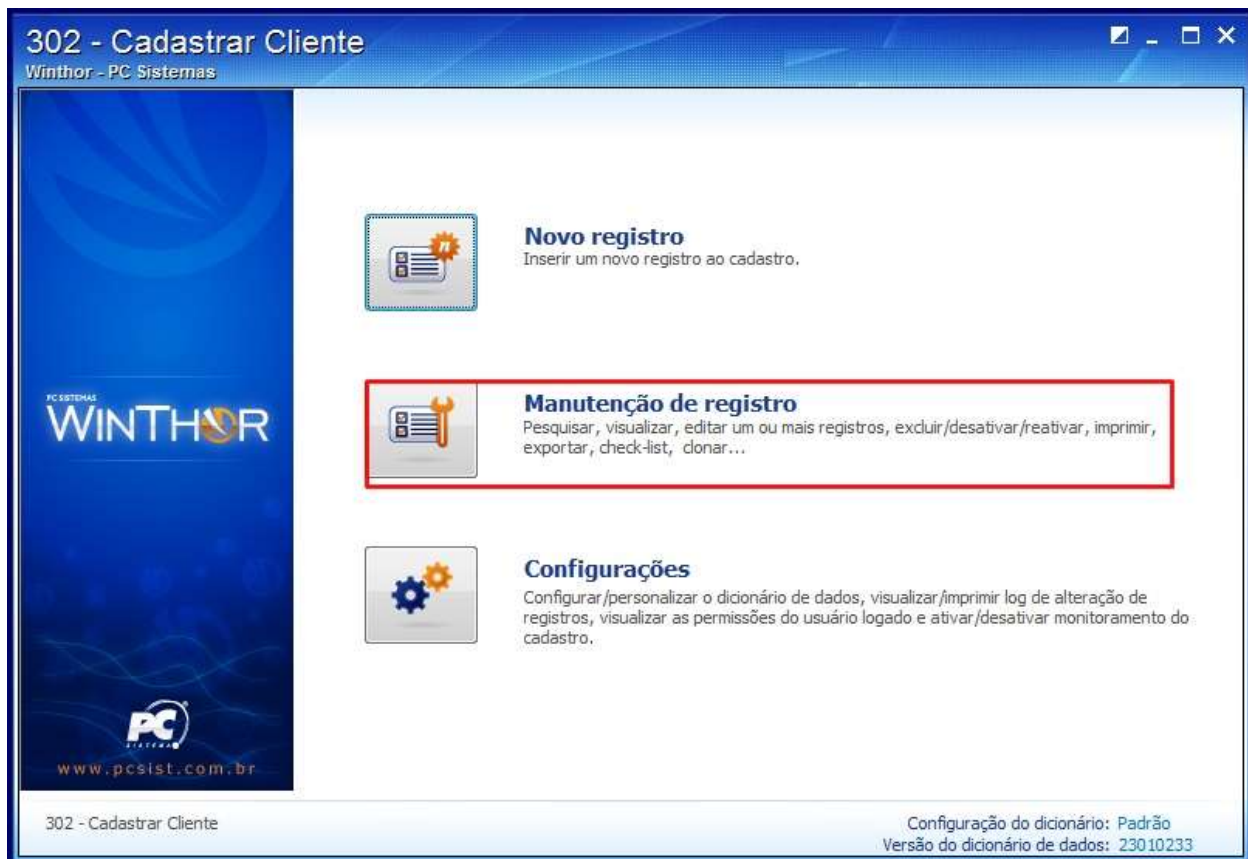 302 - Cadastrar Cliente
Winthor - PC Sistemas
Novo registro
Inserir um novo registro ao cadastro.
Manutenção de registro
Pesquisar, visualizar, editar um ou mais registros, excluir/desativar/reativar, imprimir,
exportar, check-list, clonar...
PC SISTEMAS
WINTHOR
Configurações
Configurar/personalizar o dicionário de dados, visualizar/imprimir log de alteração de
registros, visualizar as permissões do usuário logado e ativar/desativar monitoramento do
cadastro.
PC
SISTEMAS
www.pcsist.com.br
302 - Cadastrar Cliente
Configuração do dicionário: Padrão
Versão do dicionário de dados: 23010233